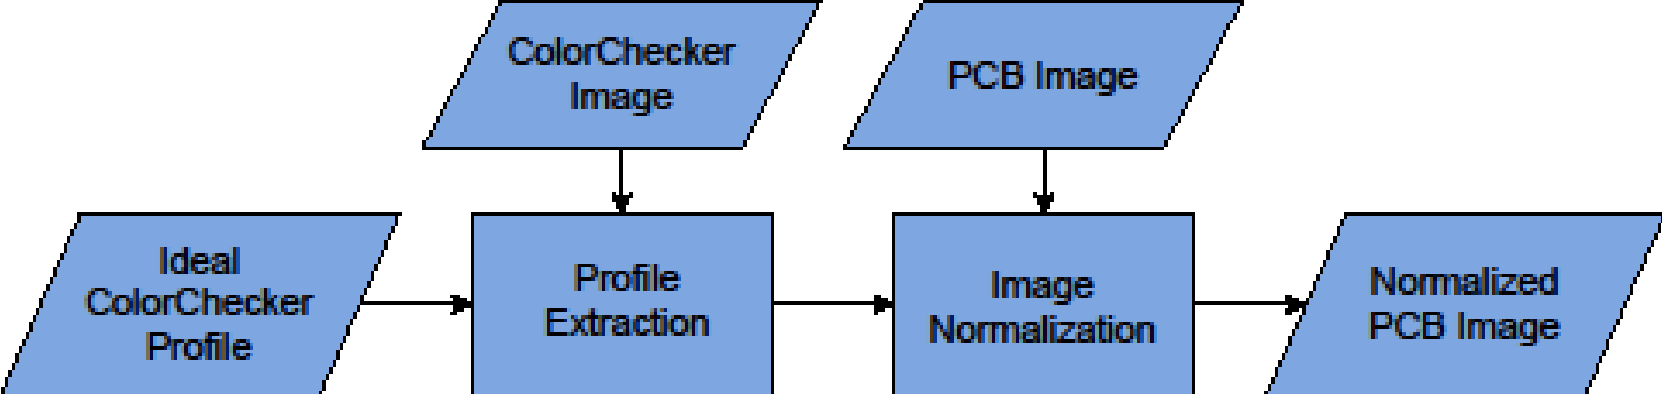 ColorChecker
Image
PCB Image
Ideal
ColorChecker
Profile
Profile
Extraction
Image
Normalization
Normalized
PCB Image